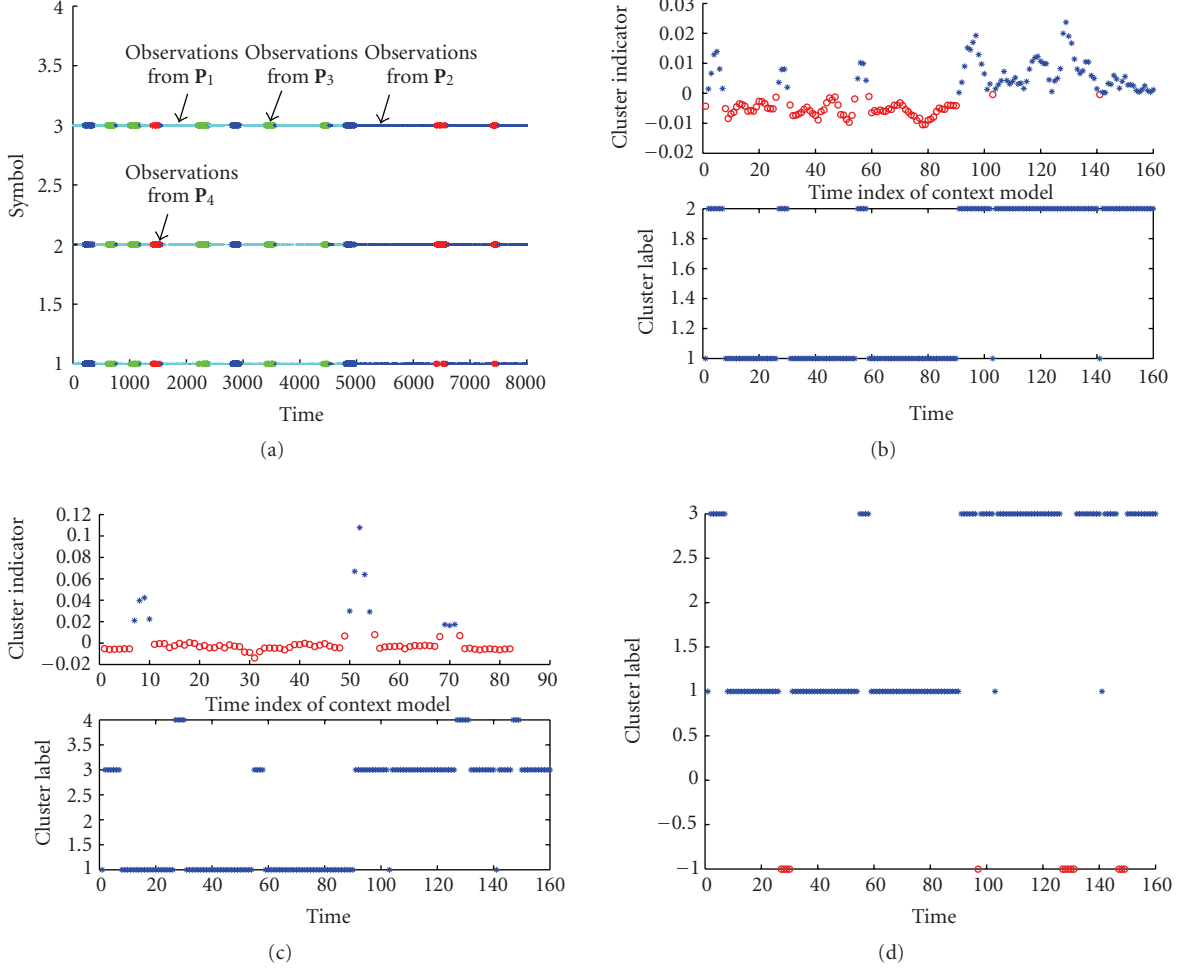 4
3.5
3
2.5
2
1.5
1
Symbol
Observations
from P1
Observations
from P3
Observations
from P2
Observations
from P4
0 1000 2000 3000 4000 5000 6000 7000 8000
Time
(a)
0.03
0.02
0.01
0
−0.01
−0.02
Cluster indicator
0 20 40 60 80 100 120 140 160
Time index of context model
2
1.8
1.6
1.4
1.2
1
Cluster label
0 20 40 60 80 100 120 140 160
Time
(b)
0.12
0.1
0.08
0.06
0.04
0.02
0
−0.02
Cluster indicator
0 10 20 30 40 50 60 70 80 90
Time index of context model
4
3.5
3
2.5
2
1.5
1
Cluster label
0 20 40 60 80 100 120 140 160
Time
(c)
3
2.5
2
1.5
1
0.5
0
−0.5
−1
Cluster label
0 20 40 60 80 100 120 140 160
Time
(d)